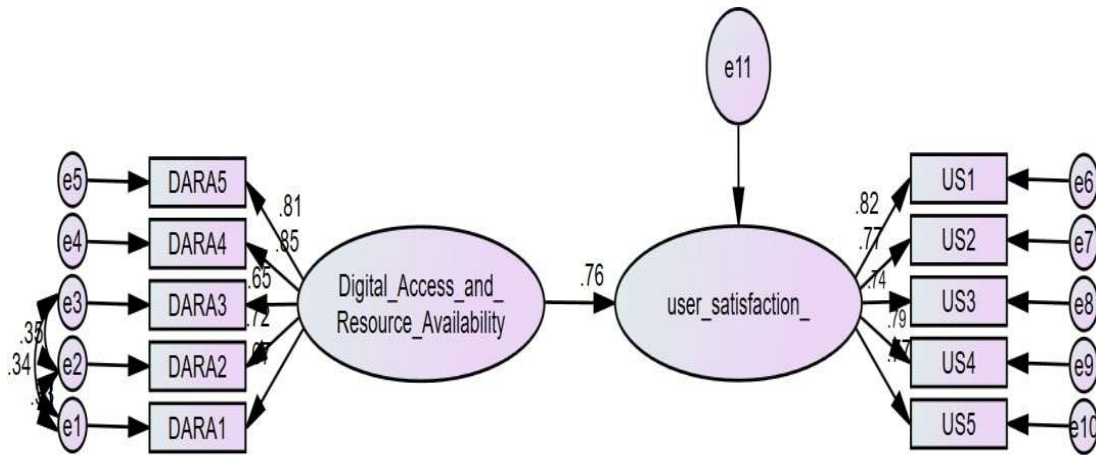 e11
e5
DARA5
US1
e6
.81
.82
e4
DARA4
.85
.77
US2
e7
e3
DARA3
.65
Digital_Access_and_
Resource_Availability
.76
user_satisfaction_
.74
US3
e8
.72
.79
.35
.34
e2
DARA2
US4
e9
e1
DARA1
US5
e10